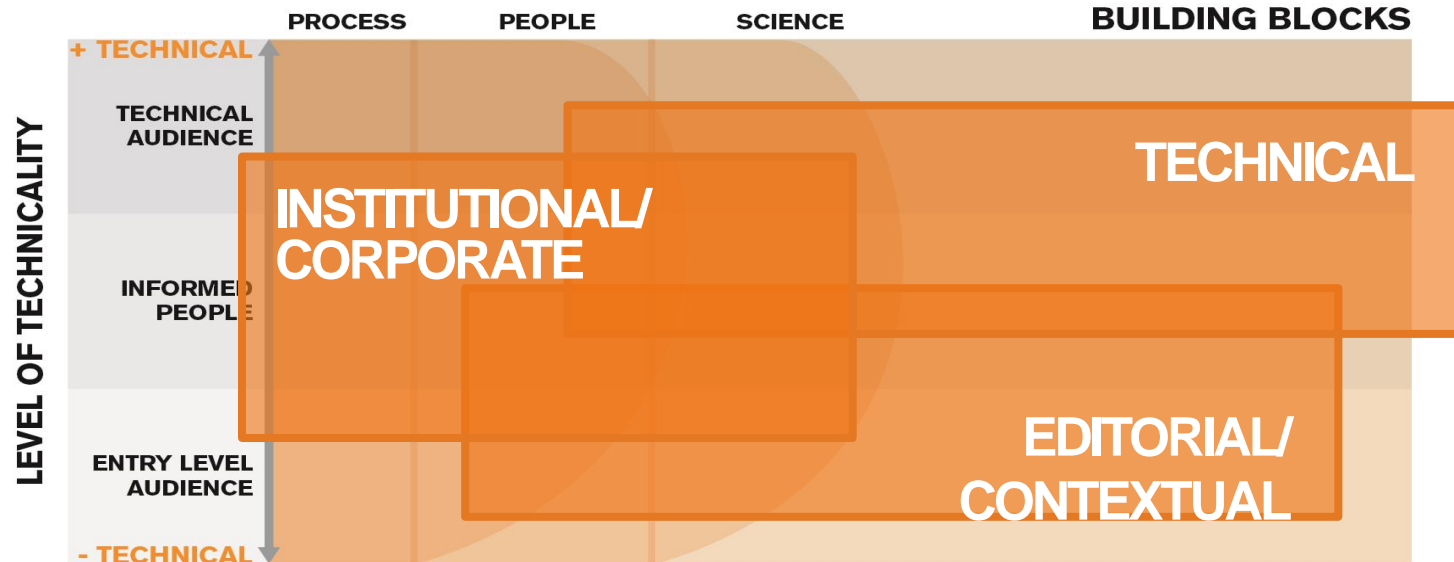 PROCESS PEOPLE SCIENCE BUILDING BLOCKS
+ TECHNICAL
LEVEL OF TECHNICALITY
TECHNICAL
AUDIENCE
TECHNICAL
INSTITUTIONAL/
CORPORATE
INFORMED
PEOPLE
EDITORIAL/
CONTEXTUAL
ENTRY LEVEL
AUDIENCE
- TECHNICAL